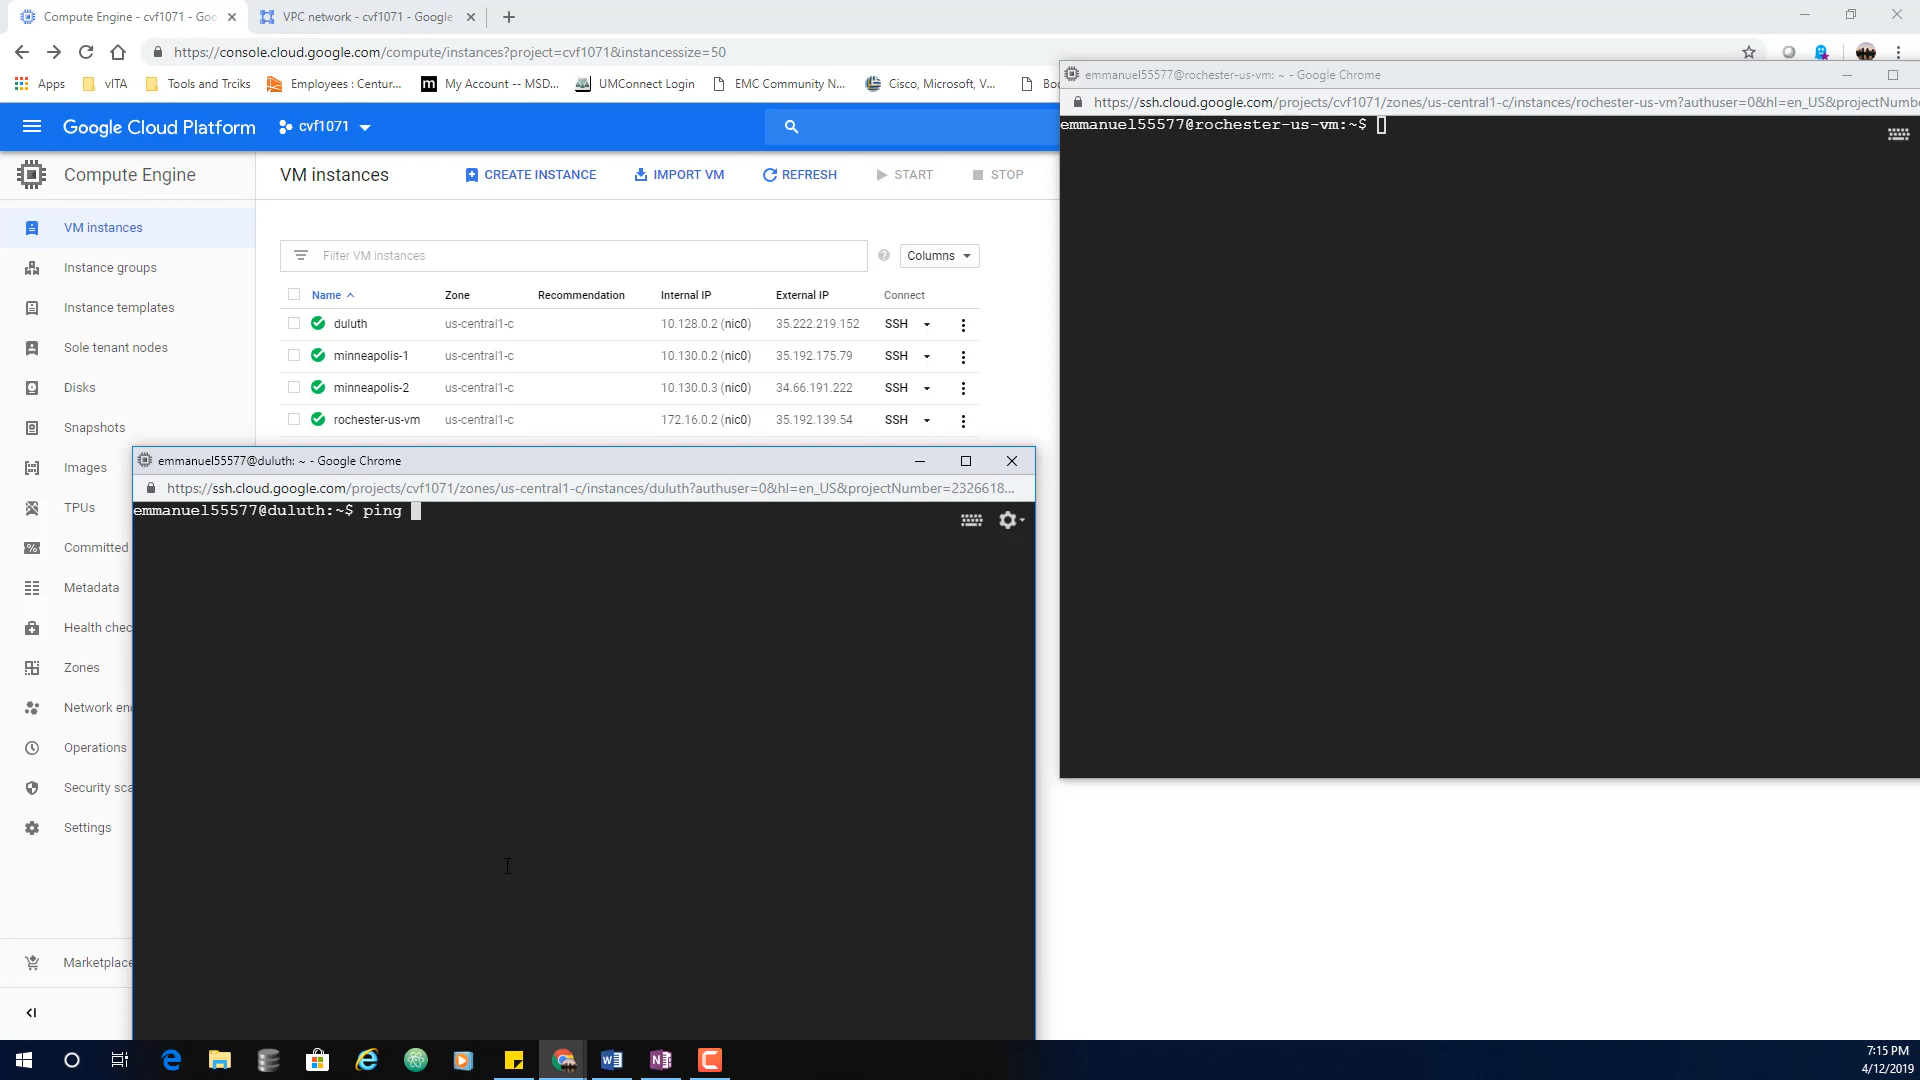 Compute Engine - cvf1071 - Goo
VPC network - cvf1071 - Google
https://console.cloud.google.com/compute/instances?project=cvf1071&instancessize=50
Apps
vITA
Tools and Trciks
Employees : Centur...
My Account -- MSD...
UMConnect Login
EMC Community N...
Cisco, Microsoft, V...
Boo
Google Cloud Platform
cvf1071
Compute Engine
VM instances
CREATE INSTANCE
IMPORT VM
REFRESH
START
STOP
VM instances
Instance groups
Instance templates
Sole tenant nodes
Disks
Snapshots
Images
TPUs
Committed
Metadata
Health chec
Zones
Network en
Operations
Security sca
Settings
Marketplace
Filter VM instances
Columns
Name Zone Recommendation Internal IP External IP Connect
duluth us-central1-c 10.128.0.2 (nic0) 35.222.219.152 SSH
minneapolis-1 us-central1-c 10.130.0.2 (nic0) 35.192.175.79 SSH
minneapolis-2 us-central1-c 10.130.0.3 (nic0) 34.66.191.222 SSH
rochester-us-vm us-central1-c 172.16.0.2 (nic0) 35.192.139.54 SSH
emmanuel55577@duluth: ~ - Google Chrome
https://ssh.cloud.google.com/projects/cvf1071/zones/us-central1-c/instances/duluth?authuser=0&hl=en_US&projectNumber=2326618...
emmanuel55577@duluth:~$ ping
emmanuel55577@rochester-us-vm: ~ - Google Chrome
https://ssh.cloud.google.com/projects/cvf1071/zones/us-central1-c/instances/rochester-us-vm?authuser=0&hl=en_US&projectNumbe
emmanuel55577@rochester-us-vm:~$
7:15 PM
4/12/2019